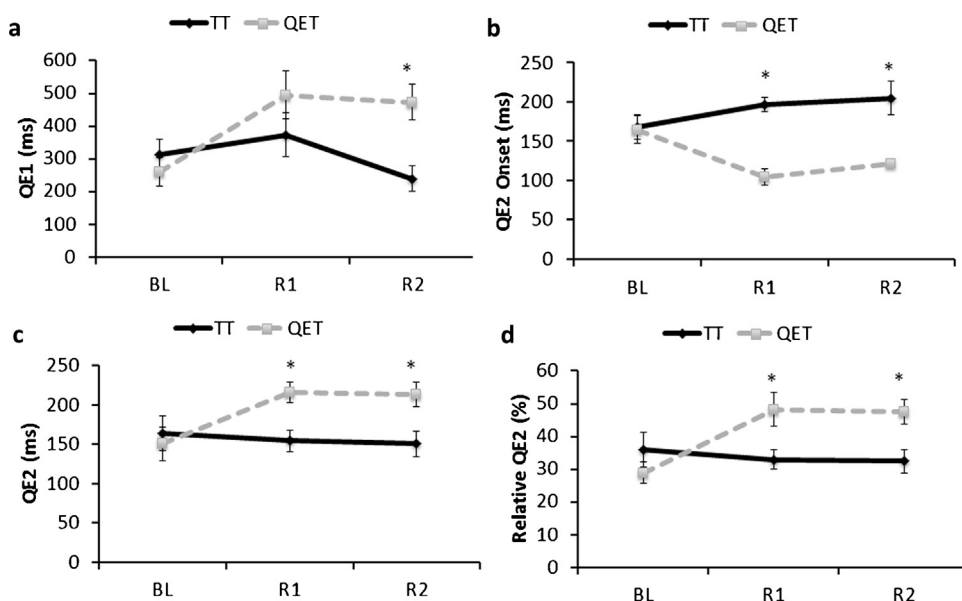 a
TT QET
QE1 (ms)
600
500
400
300
200
100
0
*
BL R1 R2
b
TT QET
QE2 Onset (ms)
250
200
150
100
50
0
* *
BL R1 R2
c
TT QET
QE2 (ms)
250
200
150
100
50
0
* *
BL R1 R2
d
TT QET
Relative QE2 (%)
60
50
40
30
20
10
0
* *
BL R1 R2